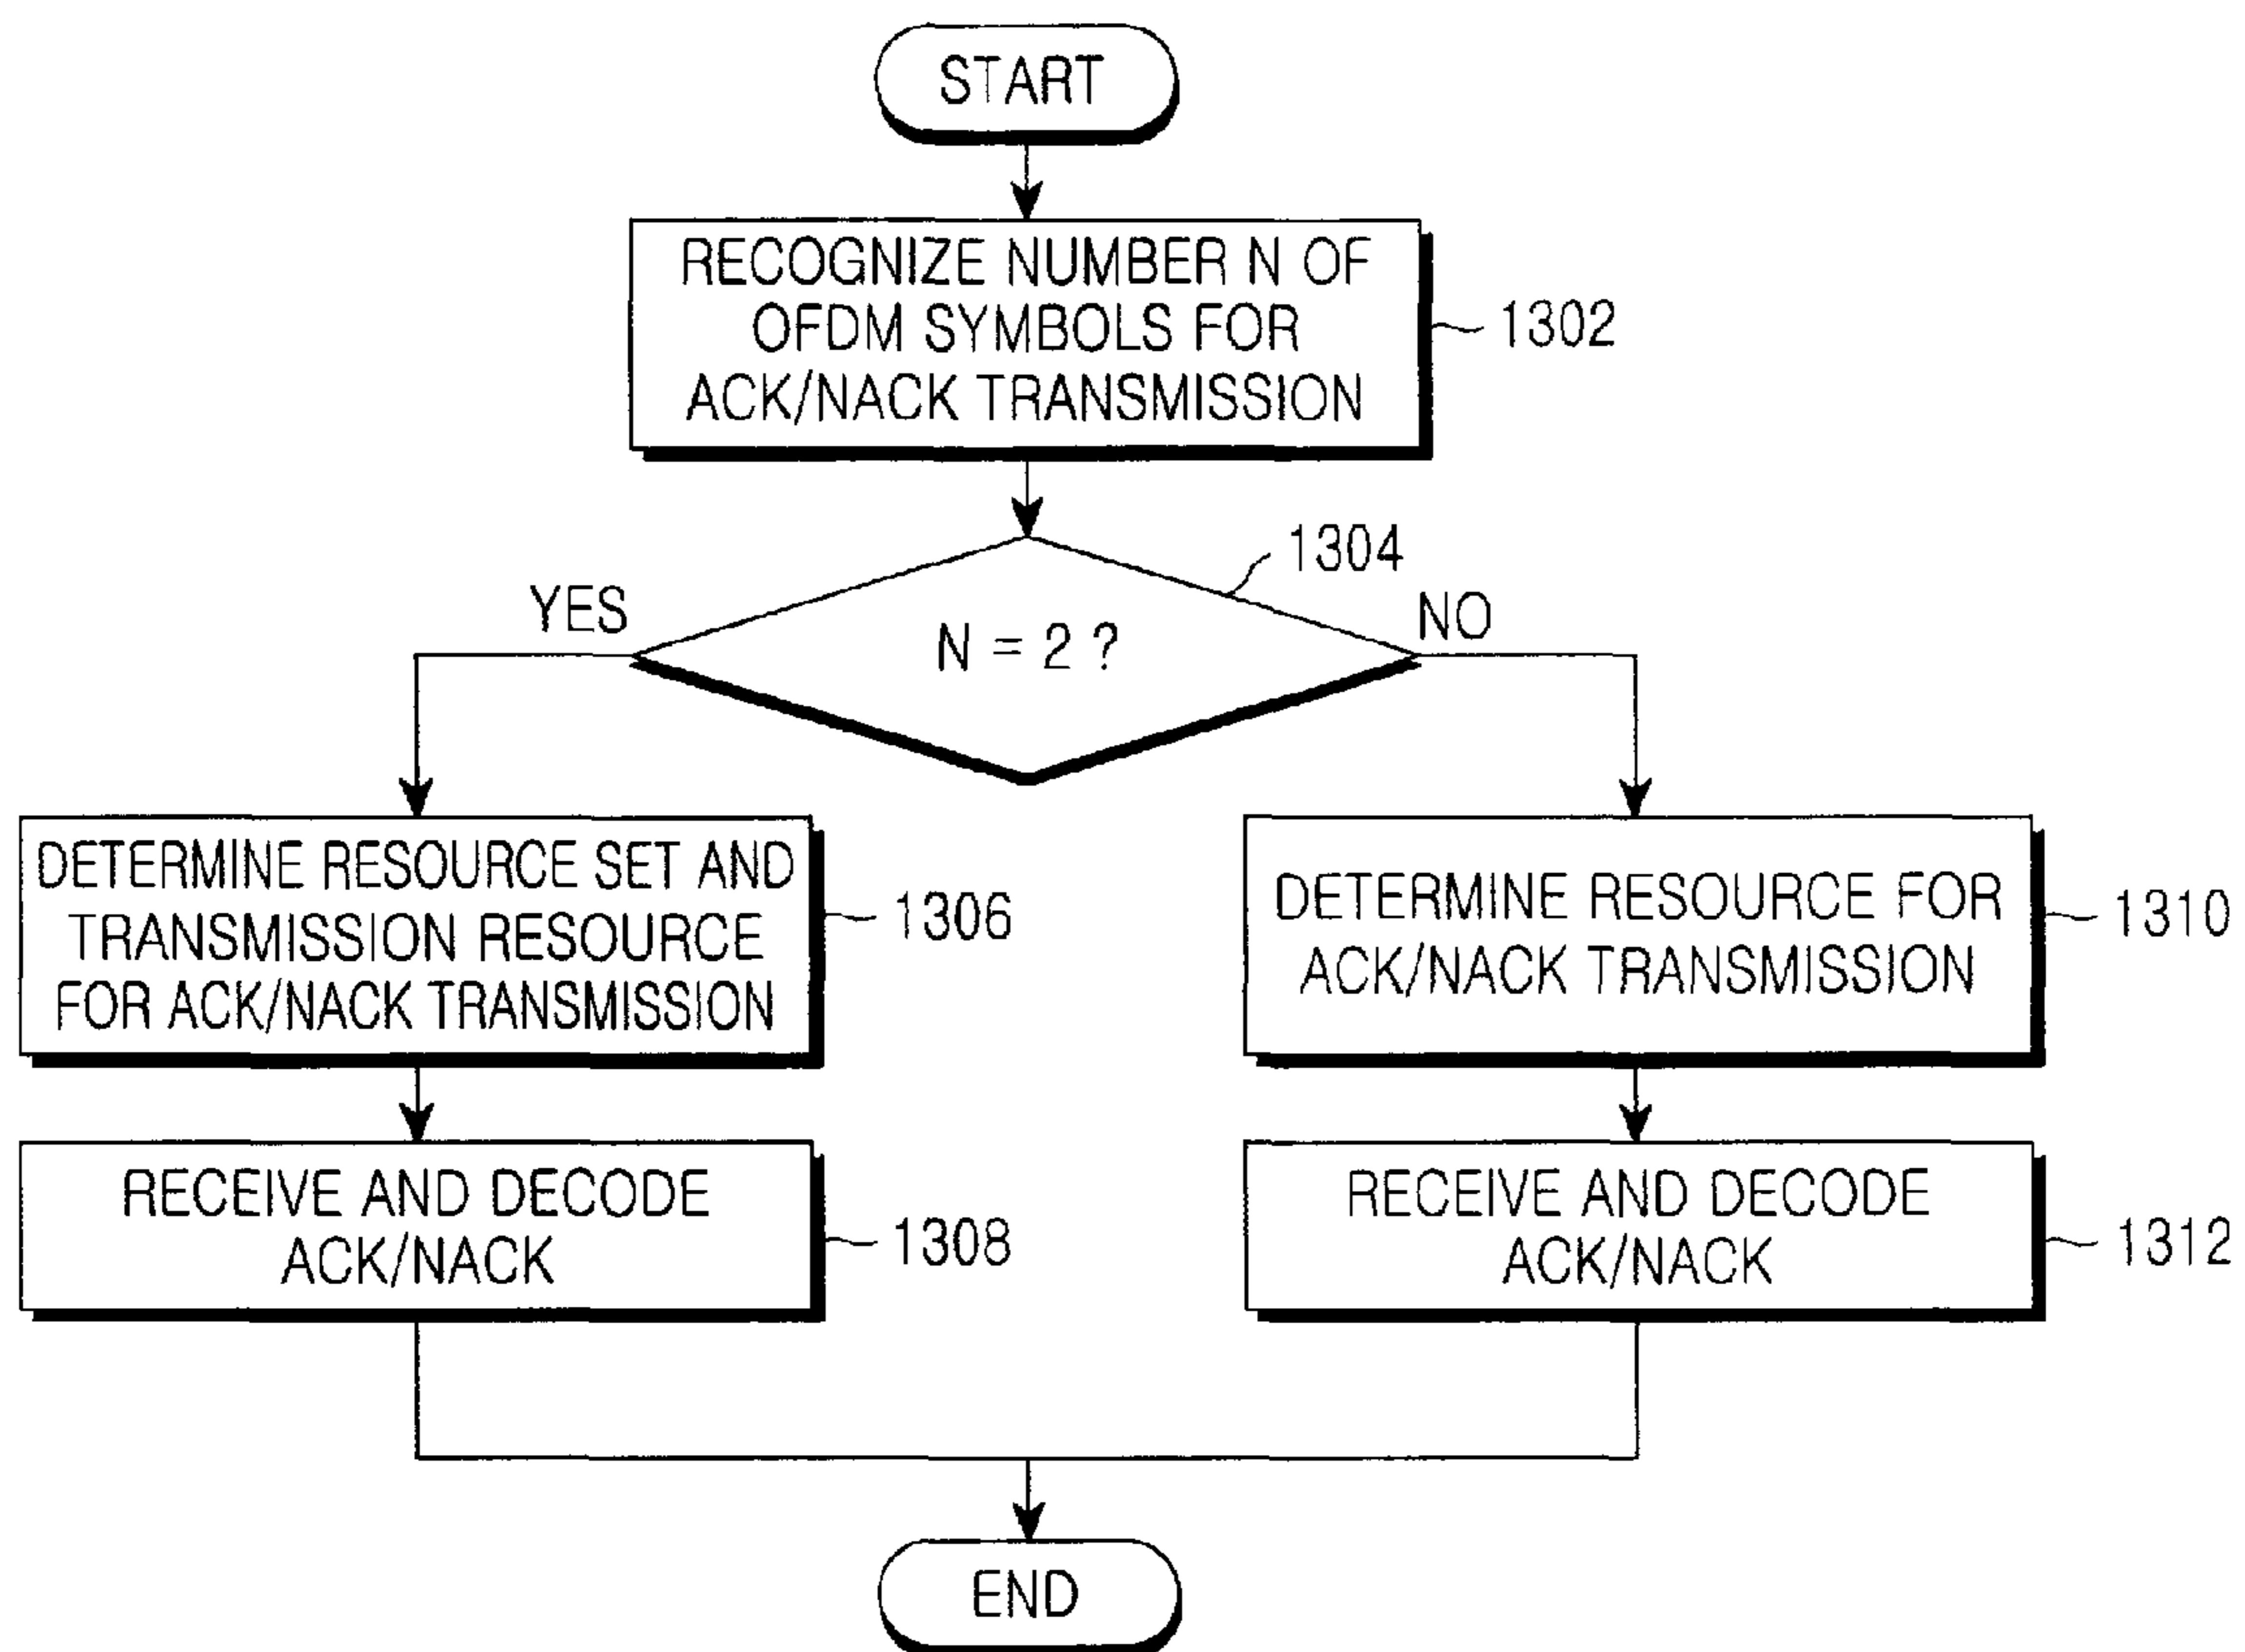 START
RECOGNIZE NUMBER N OF
OFDM SYMBOLS FOR
ACK/NACK TRANSMISSION
1302
1304
YES
N = 2 ?
NO
DETERMINE RESOURCE SET AND
TRANSMISSION RESOURCE
FOR ACK/NACK TRANSMISSION
1306
DETERMINE RESOURCE FOR
ACK/NACK TRANSMISSION
1310
RECEIVE AND DECODE
ACK/NACK
1308
RECEIVE AND DECODE
ACK/NACK
1312
END